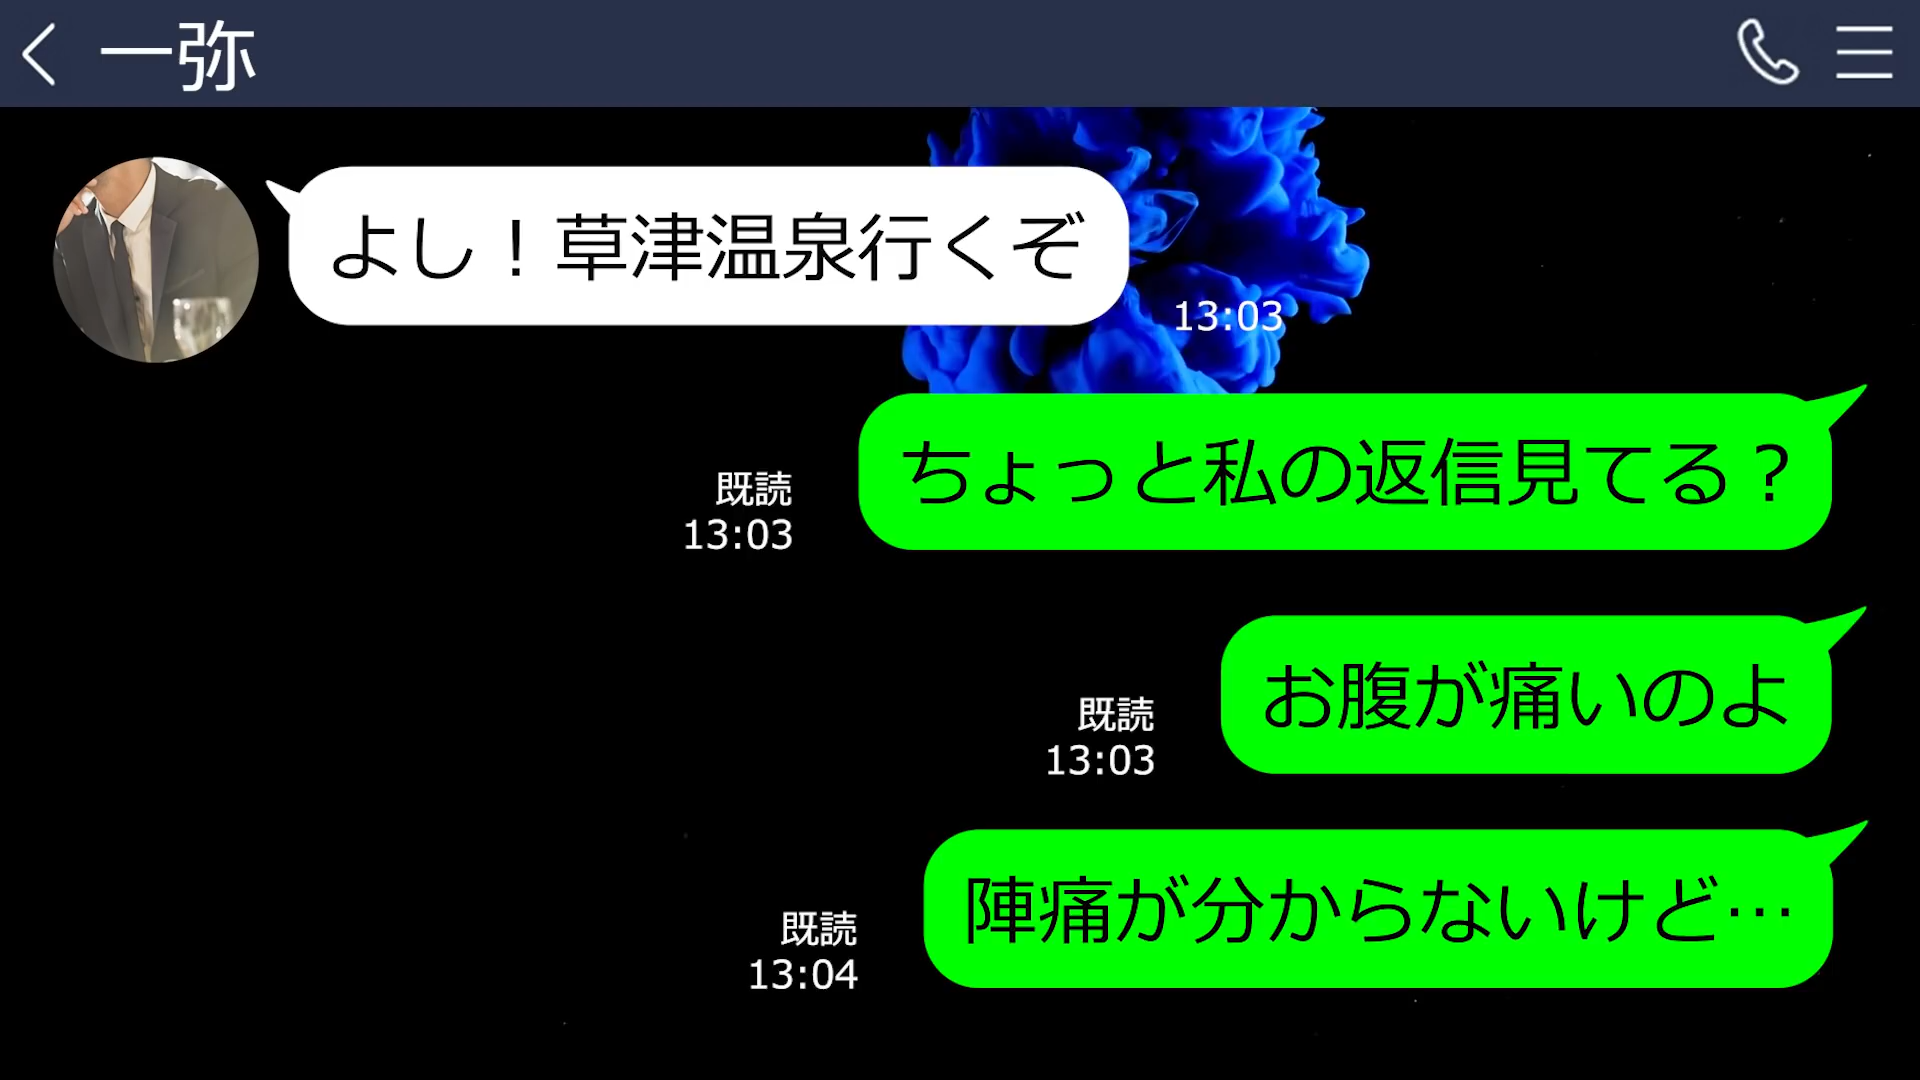 一弥
よし！草津温泉行くぞ
13:03
ちょっと私の返信見てる？
既読
13:03
お腹が痛いのよ
既読
13:03
陣痛が分からないけど…
既読
13:04